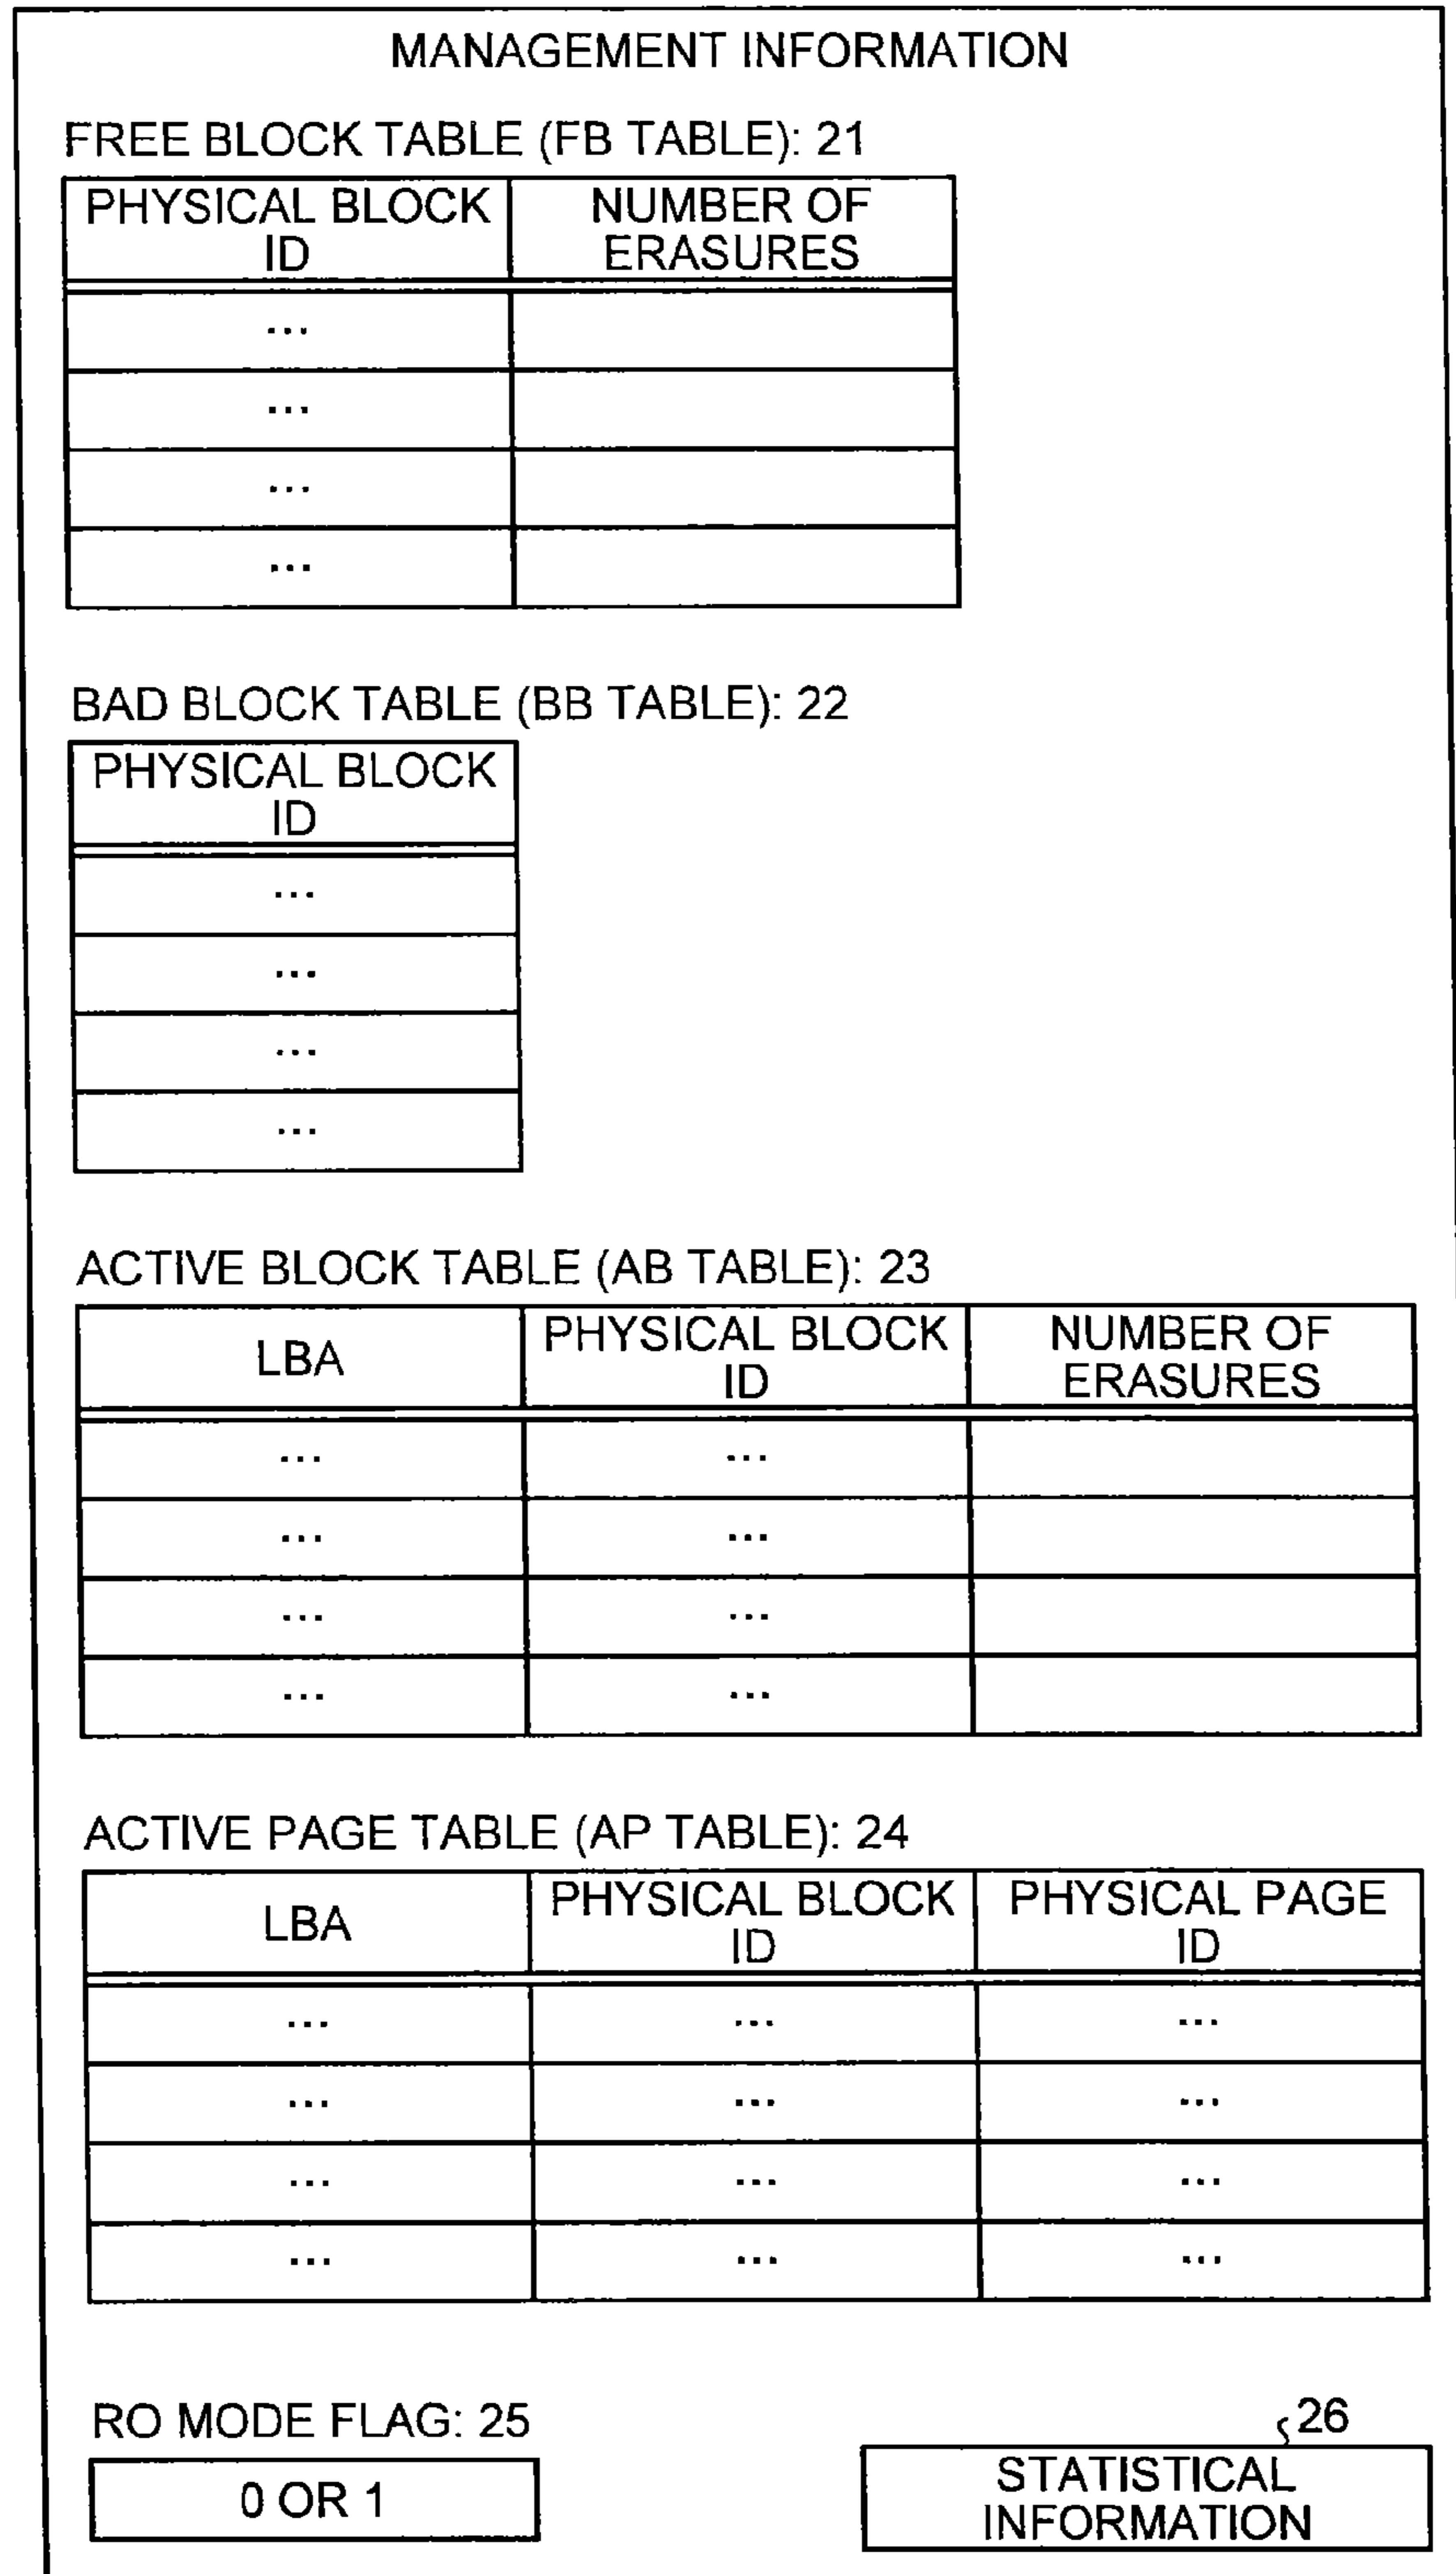 MANAGEMENT INFORMATION
FREE BLOCK TABLE (FB TABLE): 21
PHYSICAL BLOCK ID NUMBER OF ERASURES
...
...
...
...
BAD BLOCK TABLE (BB TABLE): 22
PHYSICAL BLOCK ID
...
...
...
...
ACTIVE BLOCK TABLE (AB TABLE): 23
LBA PHYSICAL BLOCK ID NUMBER OF ERASURES
... ...
... ...
... ...
... ...
ACTIVE PAGE TABLE (AP TABLE): 24
LBA PHYSICAL BLOCK ID PHYSICAL PAGE ID
... ... ...
... ... ...
... ... ...
... ... ...
RO MODE FLAG: 25
0 OR 1
26
STATISTICAL
INFORMATION